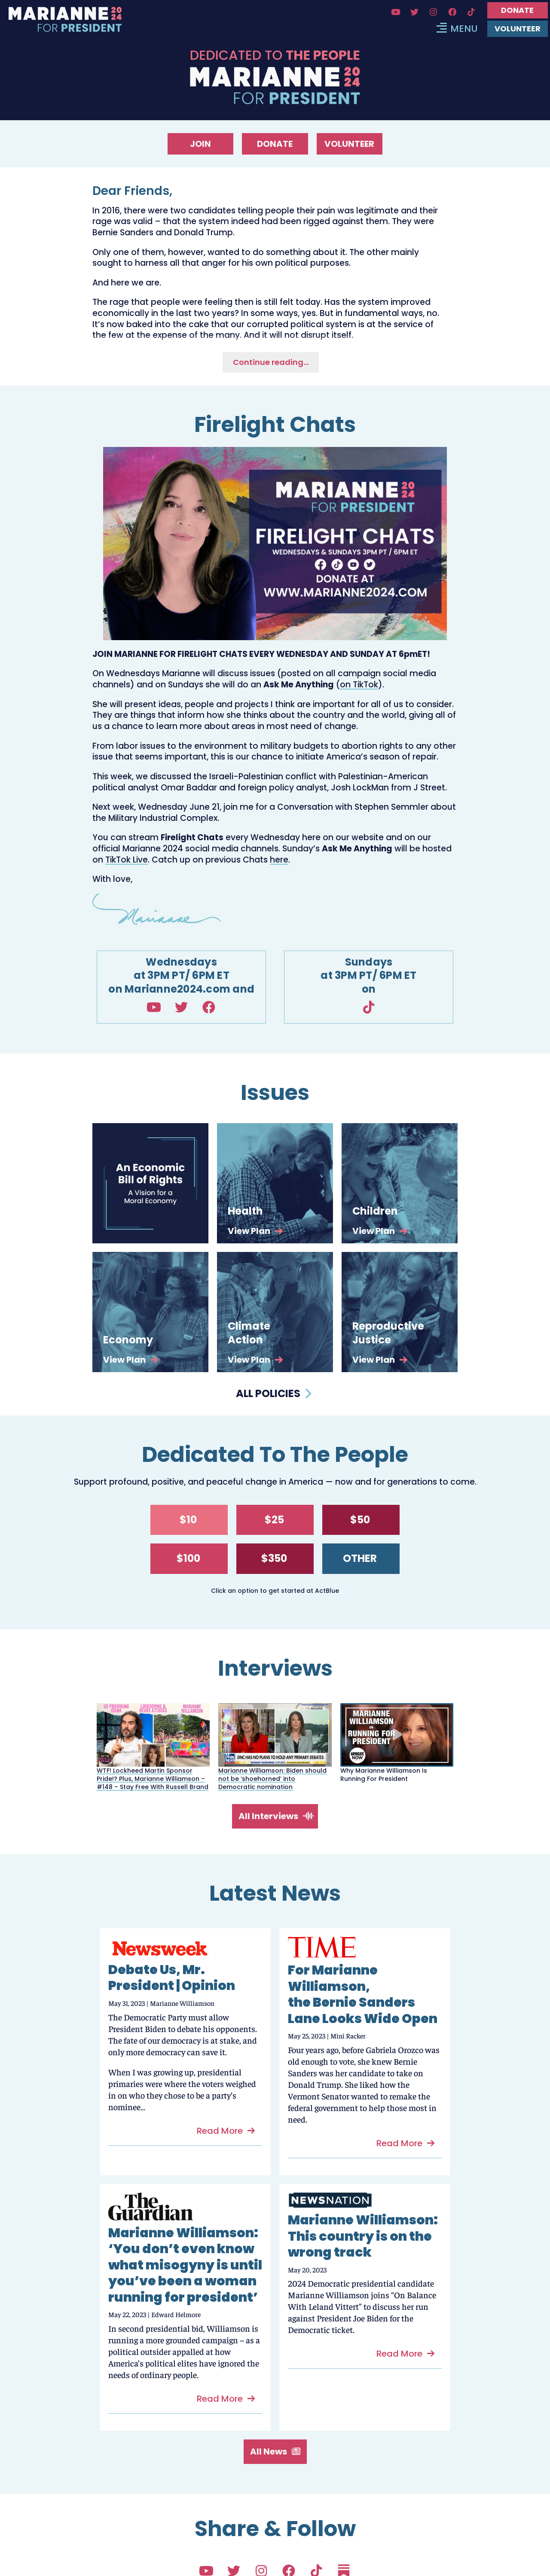 MARIANNE 2024
FOR PRESIDENT
DONATE
MENU
VOLUNTEER
DEDICATED TO THE PEOPLE
MARIANNE 2024
FOR PRESIDENT
JOIN
DONATE
VOLUNTEER
Dear Friends,
In 2016, there were two candidates telling people their pain was legitimate and their
rage was valid – that the system indeed had been rigged against them. They were
Bernie Sanders and Donald Trump.
Only one of them, however, wanted to do something about it. The other mainly
sought to harness all that anger for his own political purposes.
And here we are.
The rage that people were feeling then is still felt today. Has the system improved
economically in the last two years? In some ways, yes. But in fundamental ways, no.
It's now baked into the cake that our corrupted political system is at the service of
the few at the expense of the many. And it will not disrupt itself.
Continue reading...
Firelight Chats
MARIANNE 2024
FOR PRESIDENT
FIRELIGHT CHATS
WEDNESDAYS & SUNDAYS 3PM PT / 6PM ET
DONATE AT
WWW.MARIANNE2024.COM
JOIN MARIANNE FOR FIRELIGHT CHATS EVERY WEDNESDAY AND SUNDAY AT 6pmET!
On Wednesdays Marianne will discuss issues (posted on all campaign social media
channels) and on Sundays she will do an Ask Me Anything (on TikTok).
She will present ideas, people and projects I think are important for all of us to consider.
They are things that inform how she thinks about the country and the world, giving all of
us a chance to learn more about areas in most need of change.
From labor issues to the environment to military budgets to abortion rights to any other
issue that seems important, this is our chance to initiate America's season of repair.
This week, we discussed the Israeli-Palestinian conflict with Palestinian-American
political analyst Omar Baddar and foreign policy analyst, Josh LockMan from J Street.
Next week, Wednesday June 21, join me for a Conversation with Stephen Semmler about
the Military Industrial Complex.
You can stream Firelight Chats every Wednesday here on our website and on our
official Marianne 2024 social media channels. Sunday's Ask Me Anything will be hosted
on TikTok Live. Catch up on previous Chats here.
With love,
Marianne
Wednesdays
at 3PM PT/ 6PM ET
on Marianne2024.com and
Sundays
at 3PM PT/ 6PM ET
on
Issues
An Economic
Bill of Rights
A Vision for a
Moral Economy
Health
View Plan
Children
View Plan
Economy
View Plan
Climate
Action
View Plan
Reproductive
Justice
View Plan
ALL POLICIES
Dedicated To The People
Support profound, positive, and peaceful change in America — now and for generations to come.
$10
$25
$50
$100
$350
OTHER
Click an option to get started at ActBlue
Interviews
MARIANNE WILLIAMSON
DNC HAS NO PLANS TO HOLD ANY PRIMARY DEBATES
MARIANNE
WILLIAMSON
RUNNING FOR
PRESIDENT
WTF! Lockheed Martin Sponsor
Pride!? Plus, Marianne Williamson –
#148 – Stay Free With Russell Brand
Marianne Williamson: Biden should
not be 'shoehorned' into
Democratic nomination
Why Marianne Williamson Is
Running For President
All Interviews
Latest News
Newsweek
Debate Us, Mr.
President | Opinion
May 31, 2023 | Marianne Williamson
The Democratic Party must allow
President Biden to debate his opponents.
The fate of our democracy is at stake, and
only more democracy can save it.
When I was growing up, presidential
primaries were where the voters weighed
in on who they chose to be a party's
nominee...
Read More
TIME
For Marianne
Williamson,
the Bernie Sanders
Lane Looks Wide Open
May 25, 2023 | Mini Racker
Four years ago, before Gabriela Orozco was
old enough to vote, she knew Bernie
Sanders was her candidate to take on
Donald Trump. She liked how the
Vermont Senator wanted to remake the
federal government to help those most in
need.
Read More
The Guardian
Marianne Williamson:
'You don't even know
what misogyny is until
you've been a woman
running for president'
May 22, 2023 | Edward Helmore
In second presidential bid, Williamson is
running a more grounded campaign – as a
political outsider appalled at how
America's political elites have ignored the
needs of ordinary people.
Read More
NEWSNATION
Marianne Williamson:
This country is on the
wrong track
May 20, 2023
2024 Democratic presidential candidate
Marianne Williamson joins "On Balance
With Leland Vittert" to discuss her run
against President Joe Biden for the
Democratic ticket.
Read More
All News
Share & Follow